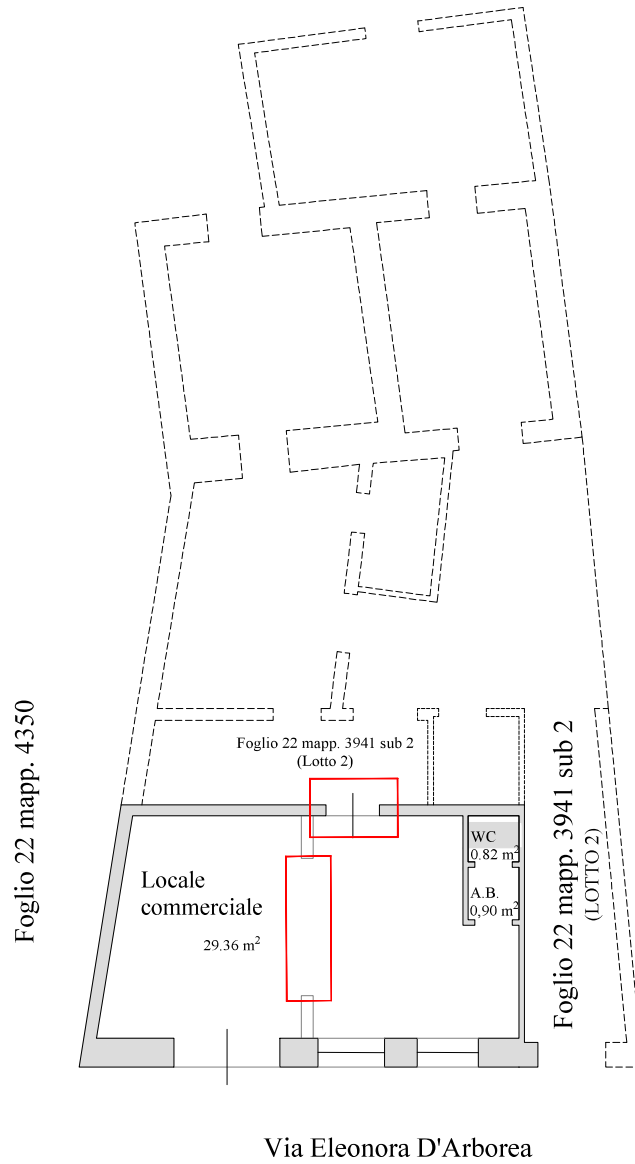 Foglio 22 mapp. 4350
Foglio 22 mapp. 3941 sub 2
(Lotto 2)
Foglio 22 mapp. 3941 sub 2
(LOTTO 2)
WC
0.82 m²
Locale
commerciale
29.36 m²
A.B.
0,90 m²
Via Eleonora D'Arborea